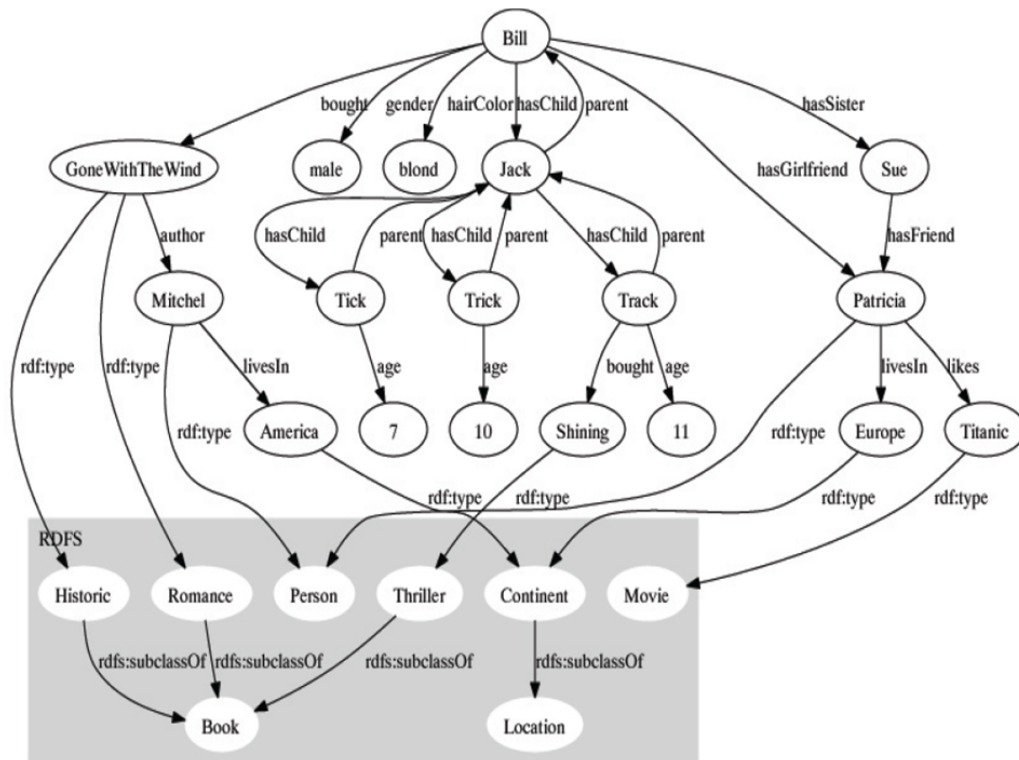 Bill
bought
gender
hairColor
hasChild
parent
hasSister
GoneWithTheWind
male
blond
Jack
hasGirlfriend
Sue
author
hasChild
parent
hasChild
parent
hasChild
parent
hasFriend
Mitchel
Tick
Trick
Track
Patricia
rdf:type
rdf:type
livesIn
age
age
bought
age
livesIn
likes
rdf:type
America
7
10
Shining
11
rdf:type
Europe
Titanic
rdf:type
rdf:type
rdf:type
rdf:type
RDFS
Historic
Romance
Person
Thriller
Continent
Movie
rdfs:subclassOf
rdfs:subclassOf
rdfs:subclassOf
rdfs:subclassOf
Book
Location